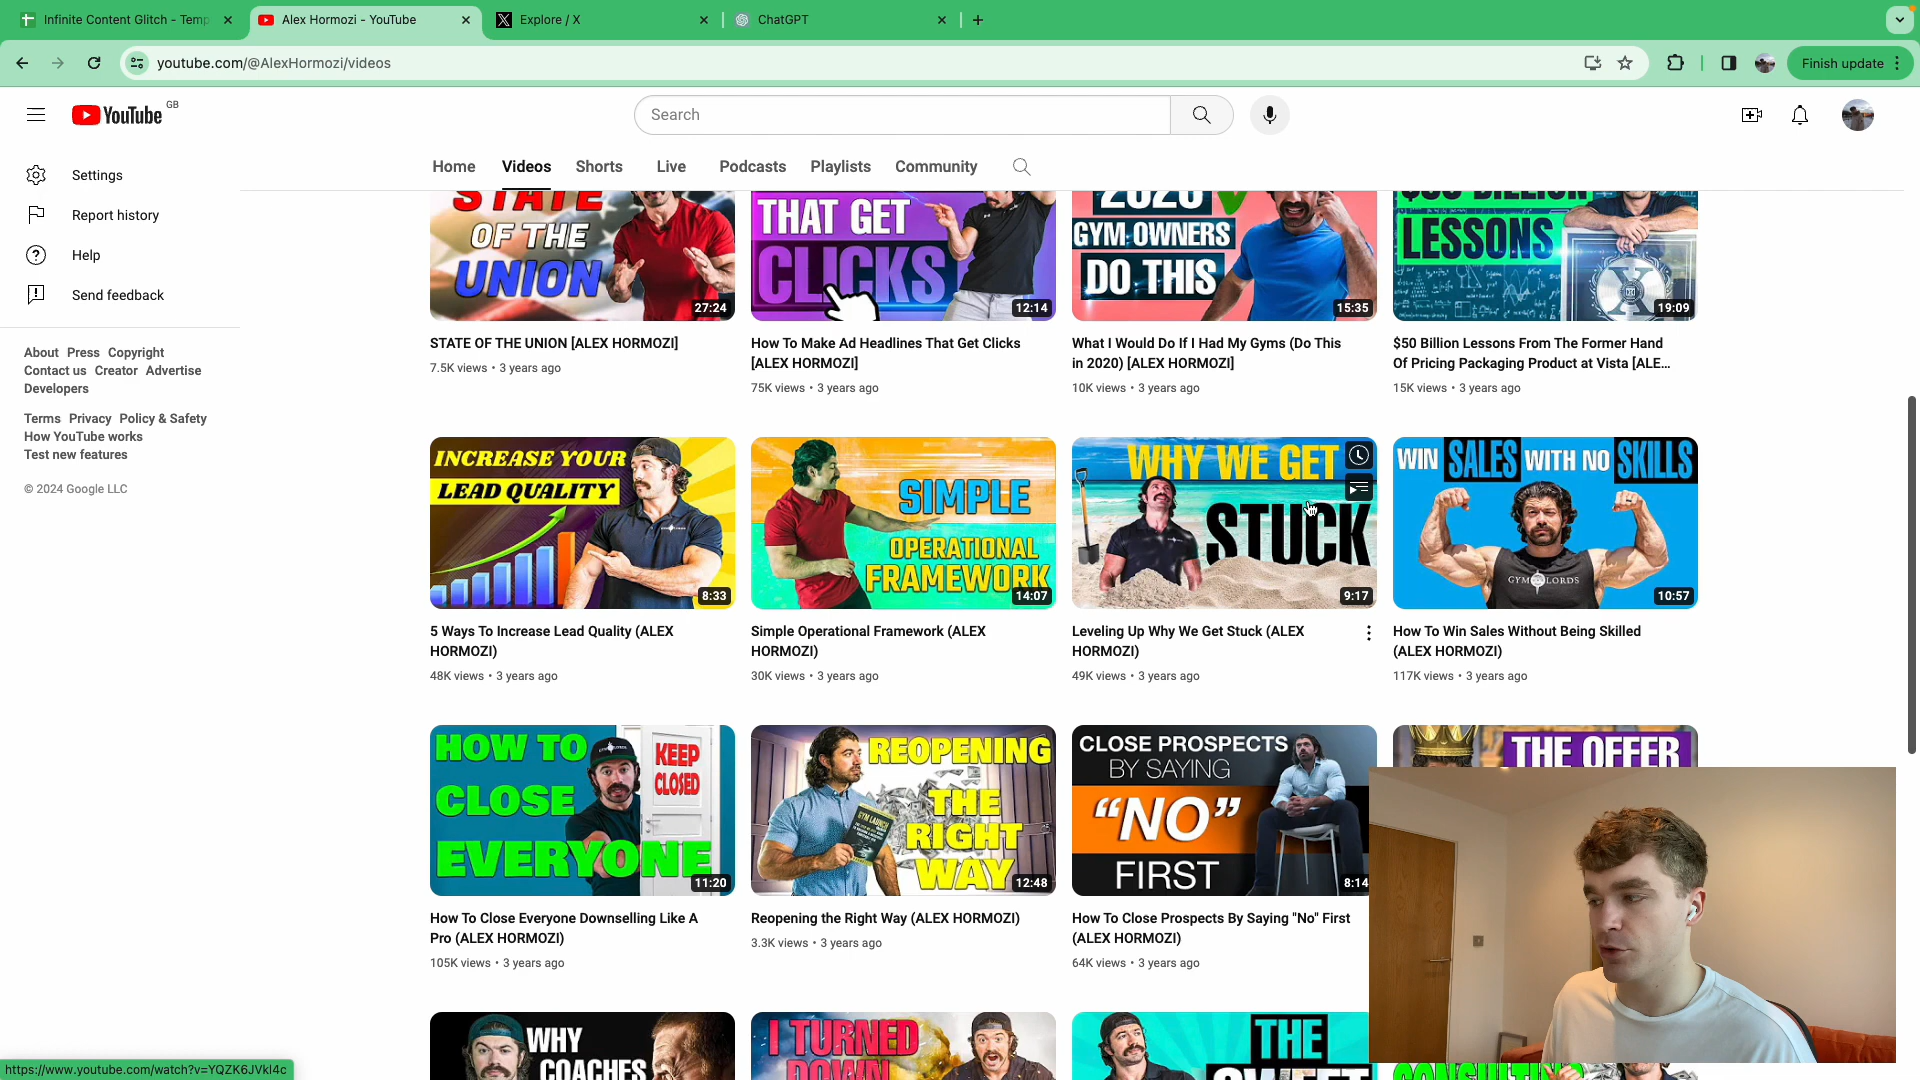 Infinite Content Glitch - Temp
Alex Hormozi - YouTube
Explore / X
ChatGPT
youtube.com/@AlexHormozi/videos
Finish update
YouTube GB
Search
Settings
Report history
Help
Send feedback
About Press Copyright
Contact us Creator Advertise
Developers
Terms Privacy Policy & Safety
How YouTube works
Test new features
© 2024 Google LLC
Home Videos Shorts Live Podcasts Playlists Community
STATE
OF THE
UNION
27:24
THAT GET
CLICKS
12:14
2020
GYM OWNERS
DO THIS
15:35
$50 BILLION
LESSONS
19:09
STATE OF THE UNION [ALEX HORMOZI]
7.5K views • 3 years ago
How To Make Ad Headlines That Get Clicks
[ALEX HORMOZI]
75K views • 3 years ago
What I Would Do If I Had My Gyms (Do This
in 2020) [ALEX HORMOZI]
10K views • 3 years ago
$50 Billion Lessons From The Former Hand
Of Pricing Packaging Product at Vista [ALE...
15K views • 3 years ago
INCREASE YOUR
LEAD QUALITY
8:33
SIMPLE
OPERATIONAL
FRAMEWORK
14:07
WHY WE GET
STUCK
9:17
WIN SALES WITH NO SKILLS
GYM LORDS
10:57
5 Ways To Increase Lead Quality (ALEX
HORMOZI)
48K views • 3 years ago
Simple Operational Framework (ALEX
HORMOZI)
30K views • 3 years ago
Leveling Up Why We Get Stuck (ALEX
HORMOZI)
49K views • 3 years ago
How To Win Sales Without Being Skilled
(ALEX HORMOZI)
117K views • 3 years ago
HOW TO
CLOSE
EVERYONE
KEEP
CLOSED
11:20
REOPENING
THE
RIGHT
WAY
GYM LAUNCH
12:48
CLOSE PROSPECTS
BY SAYING
“NO”
FIRST
8:14
THE OFFER
How To Close Everyone Downselling Like A
Pro (ALEX HORMOZI)
105K views • 3 years ago
Reopening the Right Way (ALEX HORMOZI)
3.3K views • 3 years ago
How To Close Prospects By Saying "No" First
(ALEX HORMOZI)
64K views • 3 years ago
WHY
COACHES
I TURNED
DOWN
THE
SWEET
CONSULTING
https://www.youtube.com/watch?v=YQZK6JVkl4c